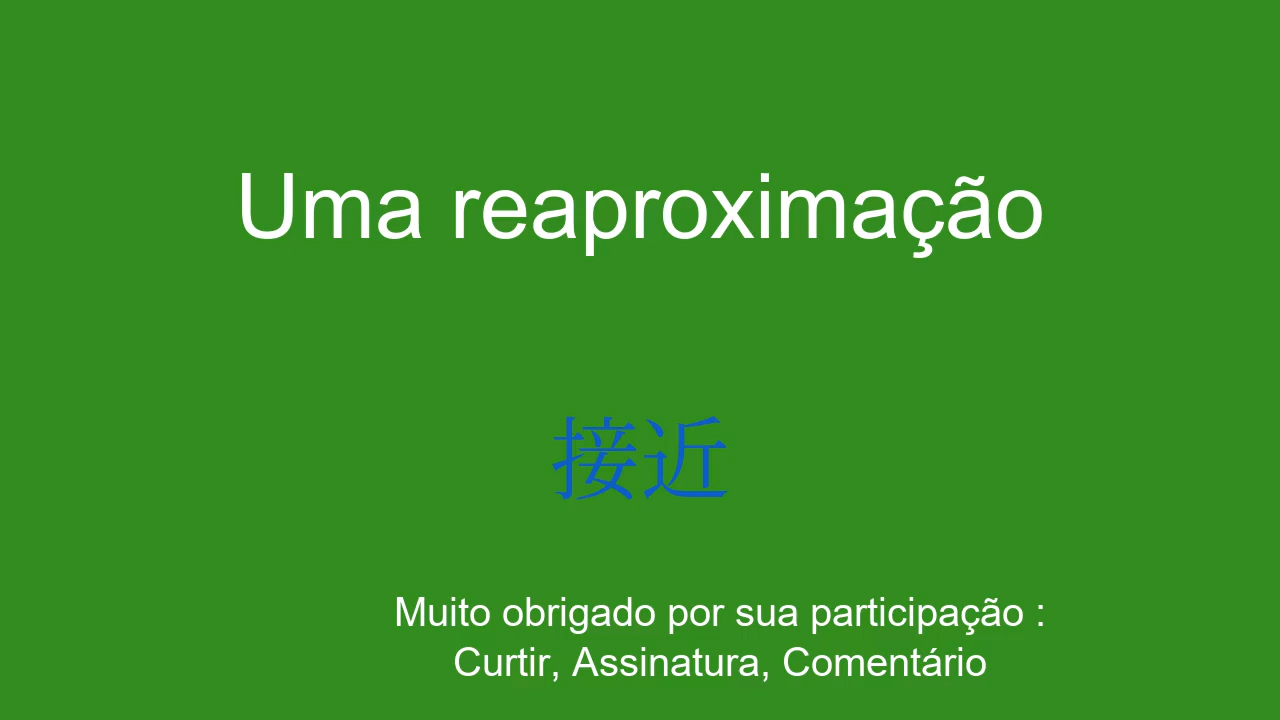 Uma reaproximação
接近
Muito obrigado por sua participação :
Curtir, Assinatura, Comentário